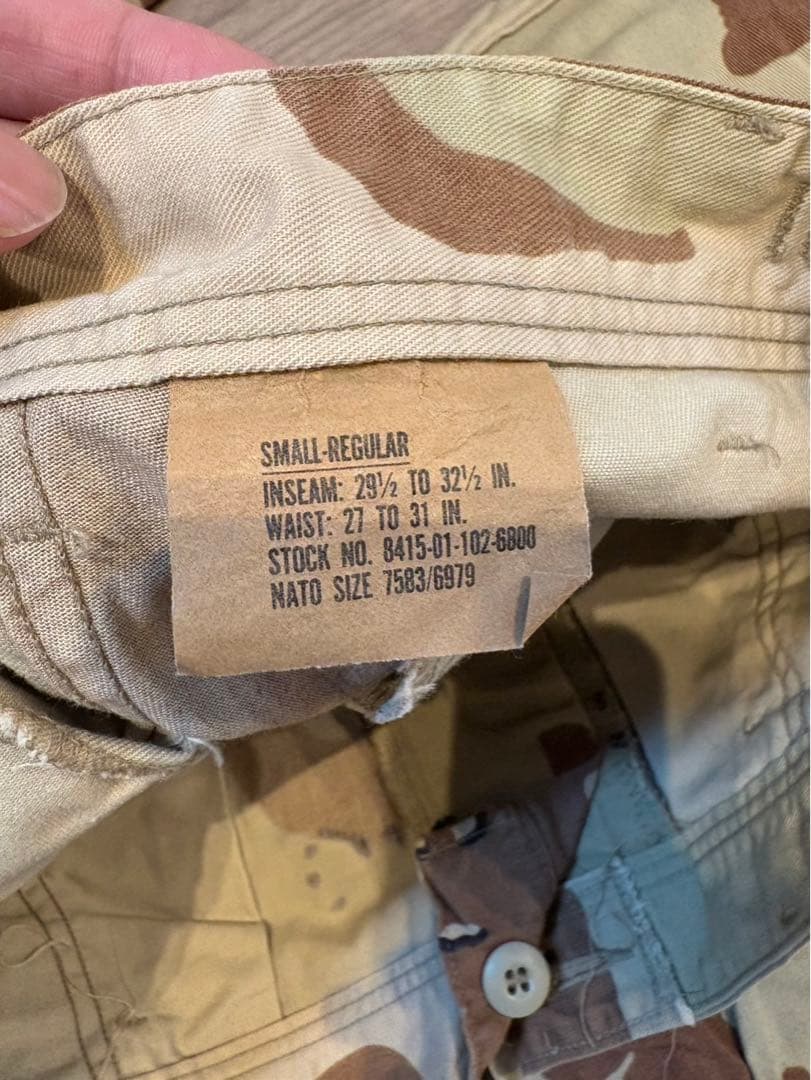 SMALL-REGULAR
INSEAM: 29½ TO 32½ IN.
WAIST: 27 TO 31 IN.
STOCK NO. 8415-01-102-6800
NATO SIZE 7583/6979